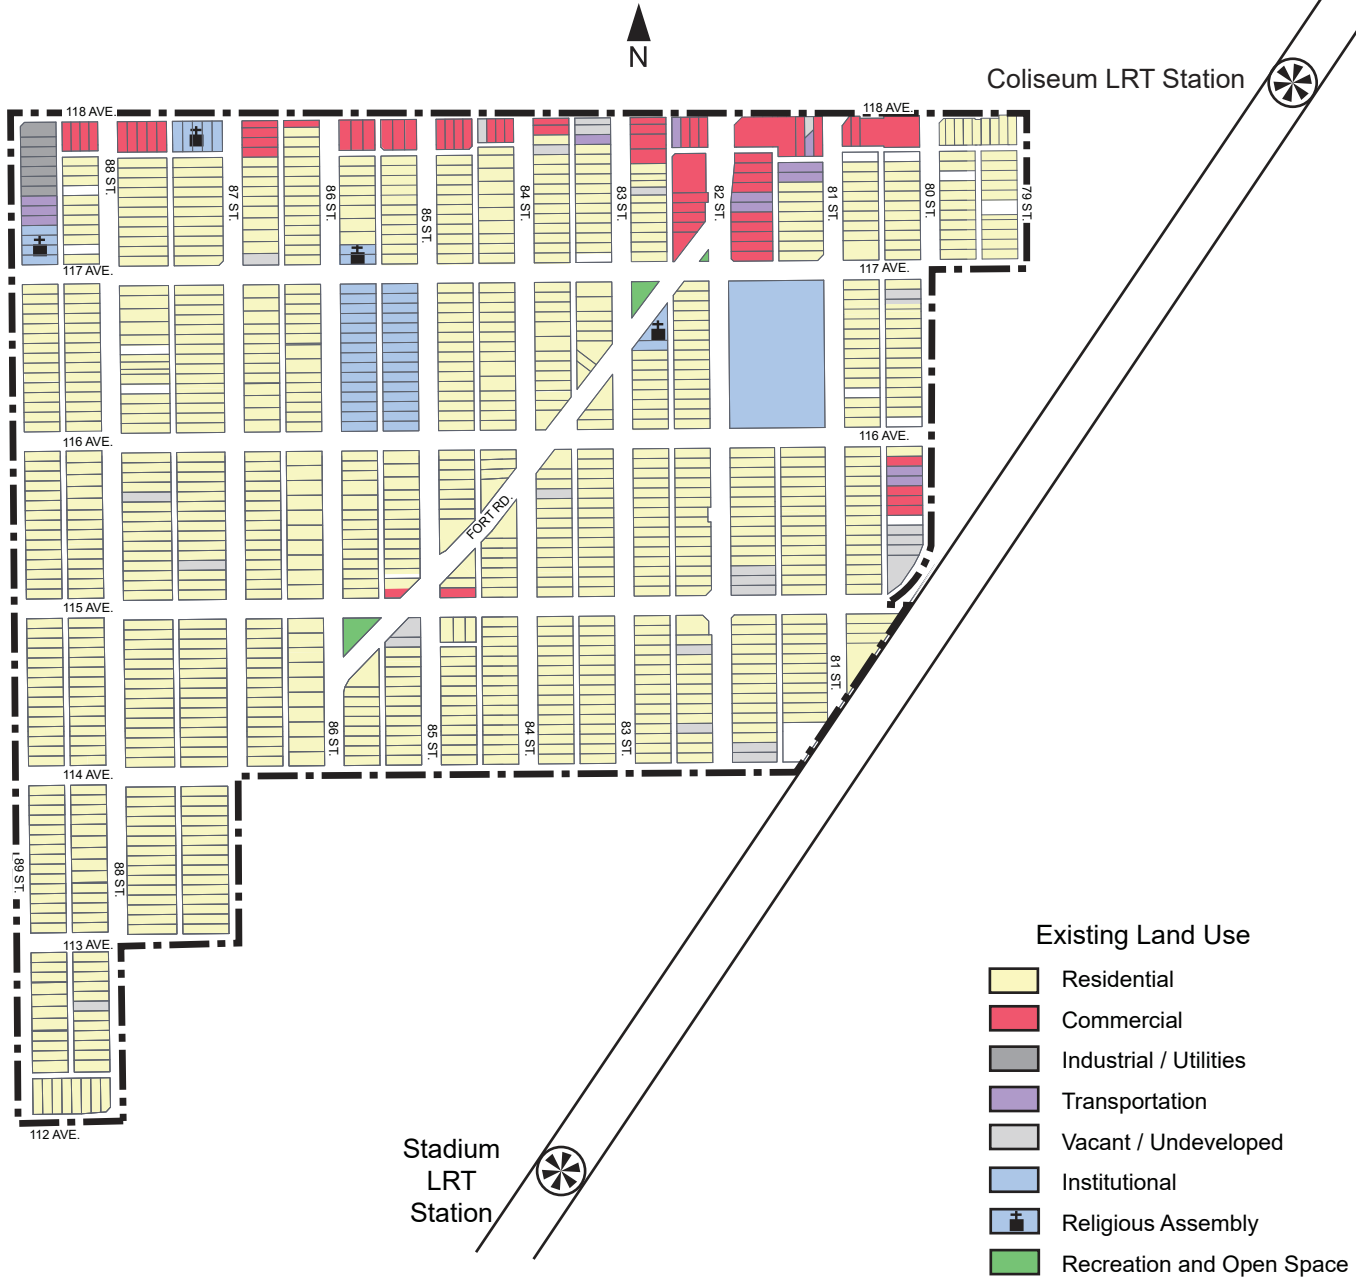 N
Coliseum LRT Station
118 AVE.
118 AVE.
88 ST.
87 ST.
86 ST.
85 ST.
84 ST.
83 ST.
82 ST.
81 ST.
80 ST.
79 ST.
117 AVE.
117 AVE.
116 AVE.
116 AVE.
FORT RD.
115 AVE.
86 ST.
85 ST.
84 ST.
83 ST.
81 ST.
114 AVE.
89 ST.
88 ST.
113 AVE.
112 AVE.
Stadium
LRT
Station
Existing Land Use
Residential
Commercial
Industrial / Utilities
Transportation
Vacant / Undeveloped
Institutional
Religious Assembly
Recreation and Open Space